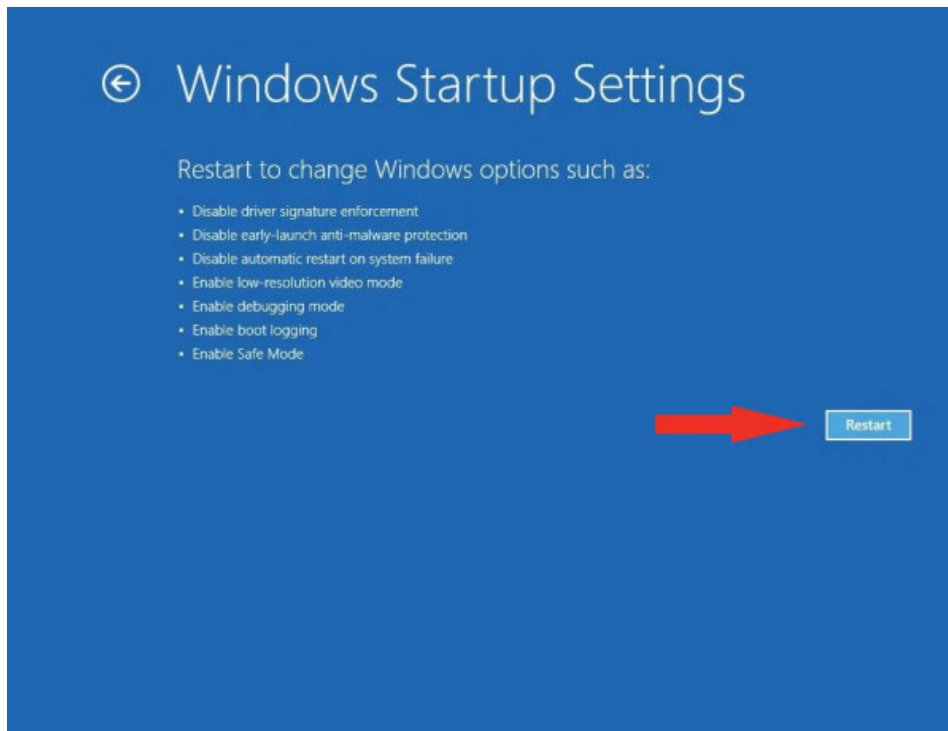 Windows Startup Settings
Restart to change Windows options such as:
• Disable driver signature enforcement
• Disable early-launch anti-malware protection
• Disable automatic restart on system failure
• Enable low-resolution video mode
• Enable debugging mode
• Enable boot logging
• Enable Safe Mode
Restart